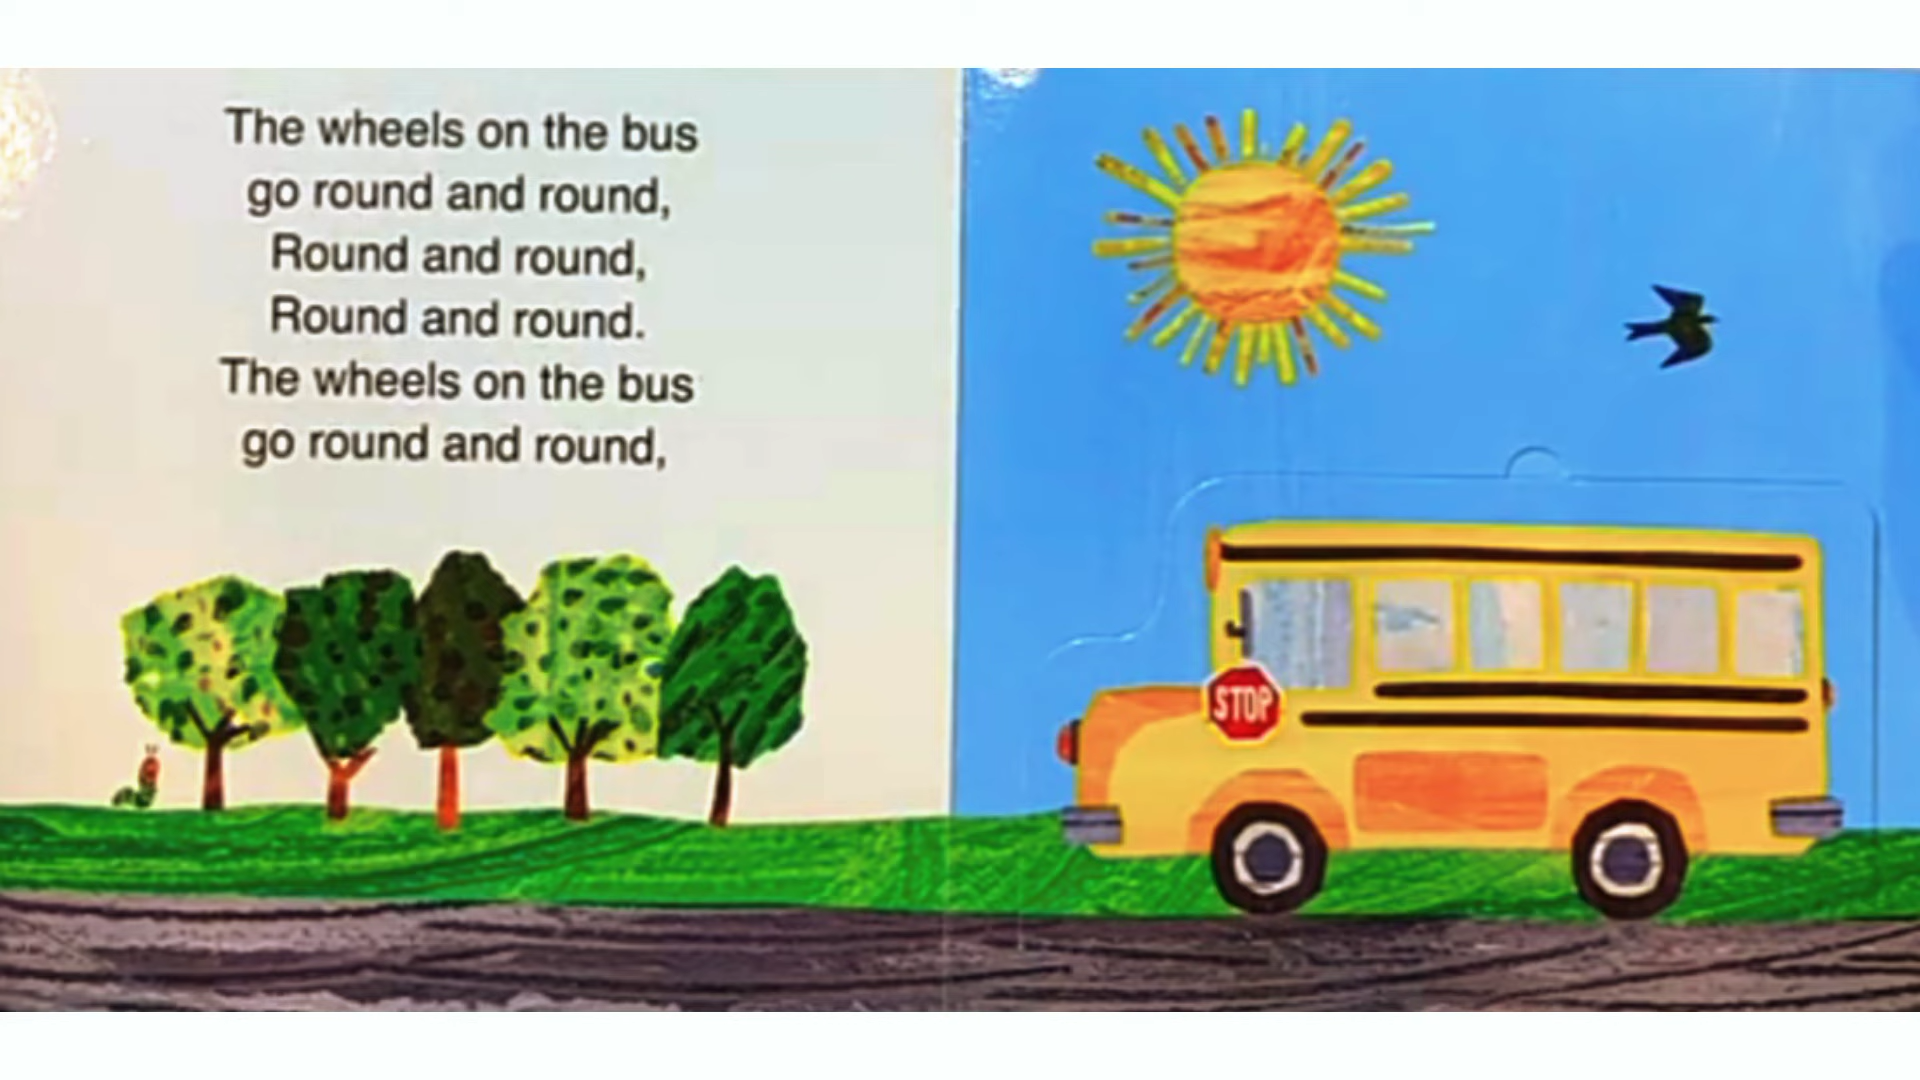 The wheels on the bus
go round and round,
Round and round,
Round and round.
The wheels on the bus
go round and round,
STOP